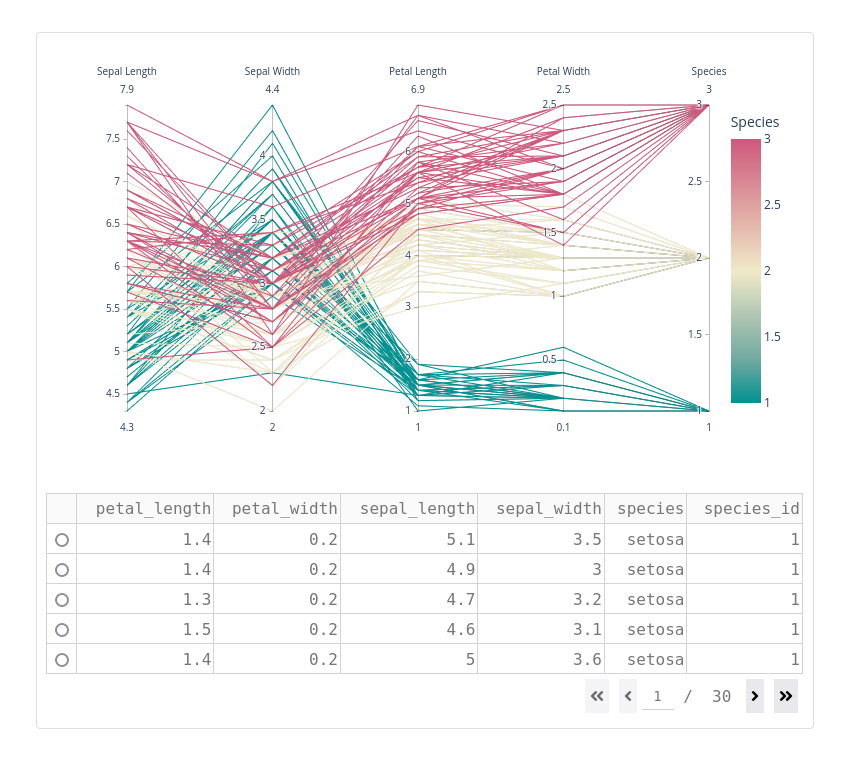 Sepal Length Sepal Width Petal Length Petal Width Species
7.9 4.4 6.9 2.5 3
2.5 3
Species
7.5 4 6 3
7 2 2.5 2.5
6.5 3.5 5 1.5
6 3 4 2 2
5.5 3 1
5 2.5 2 0.5 1.5 1.5
4.5
2 1 1 1
4.3 2 1 0.1 1
petal_length petal_width sepal_length sepal_width species species_id
1.4 0.2 5.1 3.5 setosa 1
1.4 0.2 4.9 3 setosa 1
1.3 0.2 4.7 3.2 setosa 1
1.5 0.2 4.6 3.1 setosa 1
1.4 0.2 5 3.6 setosa 1
1 / 30